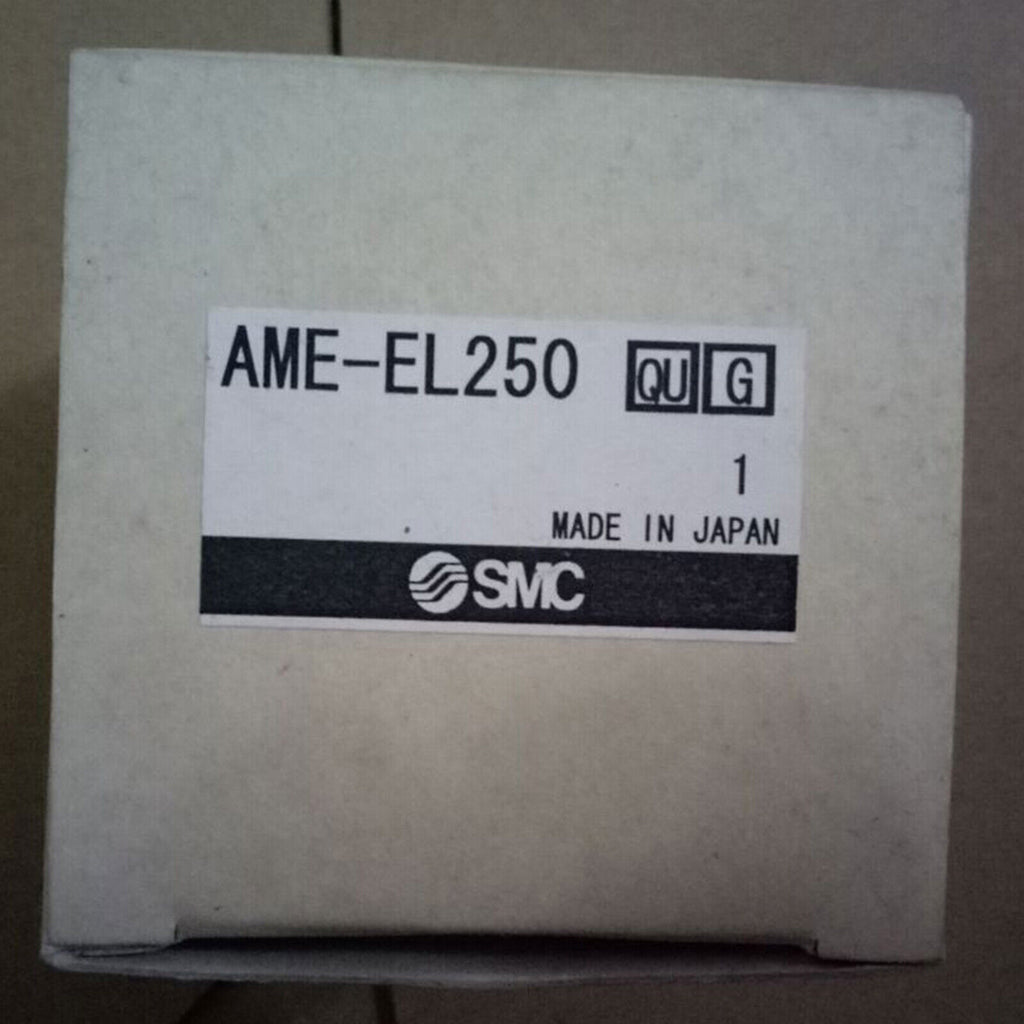 AME-EL250 QU G
1
MADE IN JAPAN
SMC